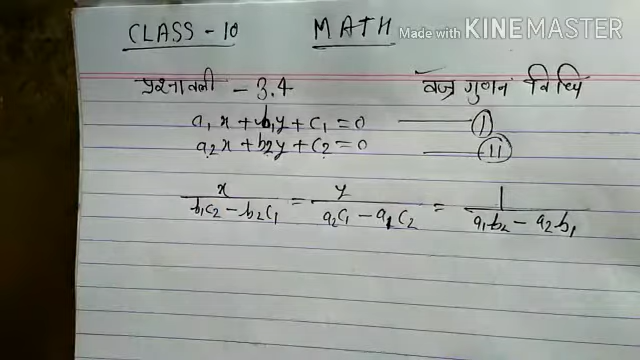 CLASS - 10 MATH
Made with KINEMASTER
प्रश्नावली - 3.4 वज्र गुणन विधि
a₁x + b₁y + c₁ = 0 — (I)
a₂x + b₂y + c₂ = 0 — (II)
x / (b₁c₂ - b₂c₁) = y / (a₂c₁ - a₁c₂) = 1 / (a₁b₂ - a₂b₁)